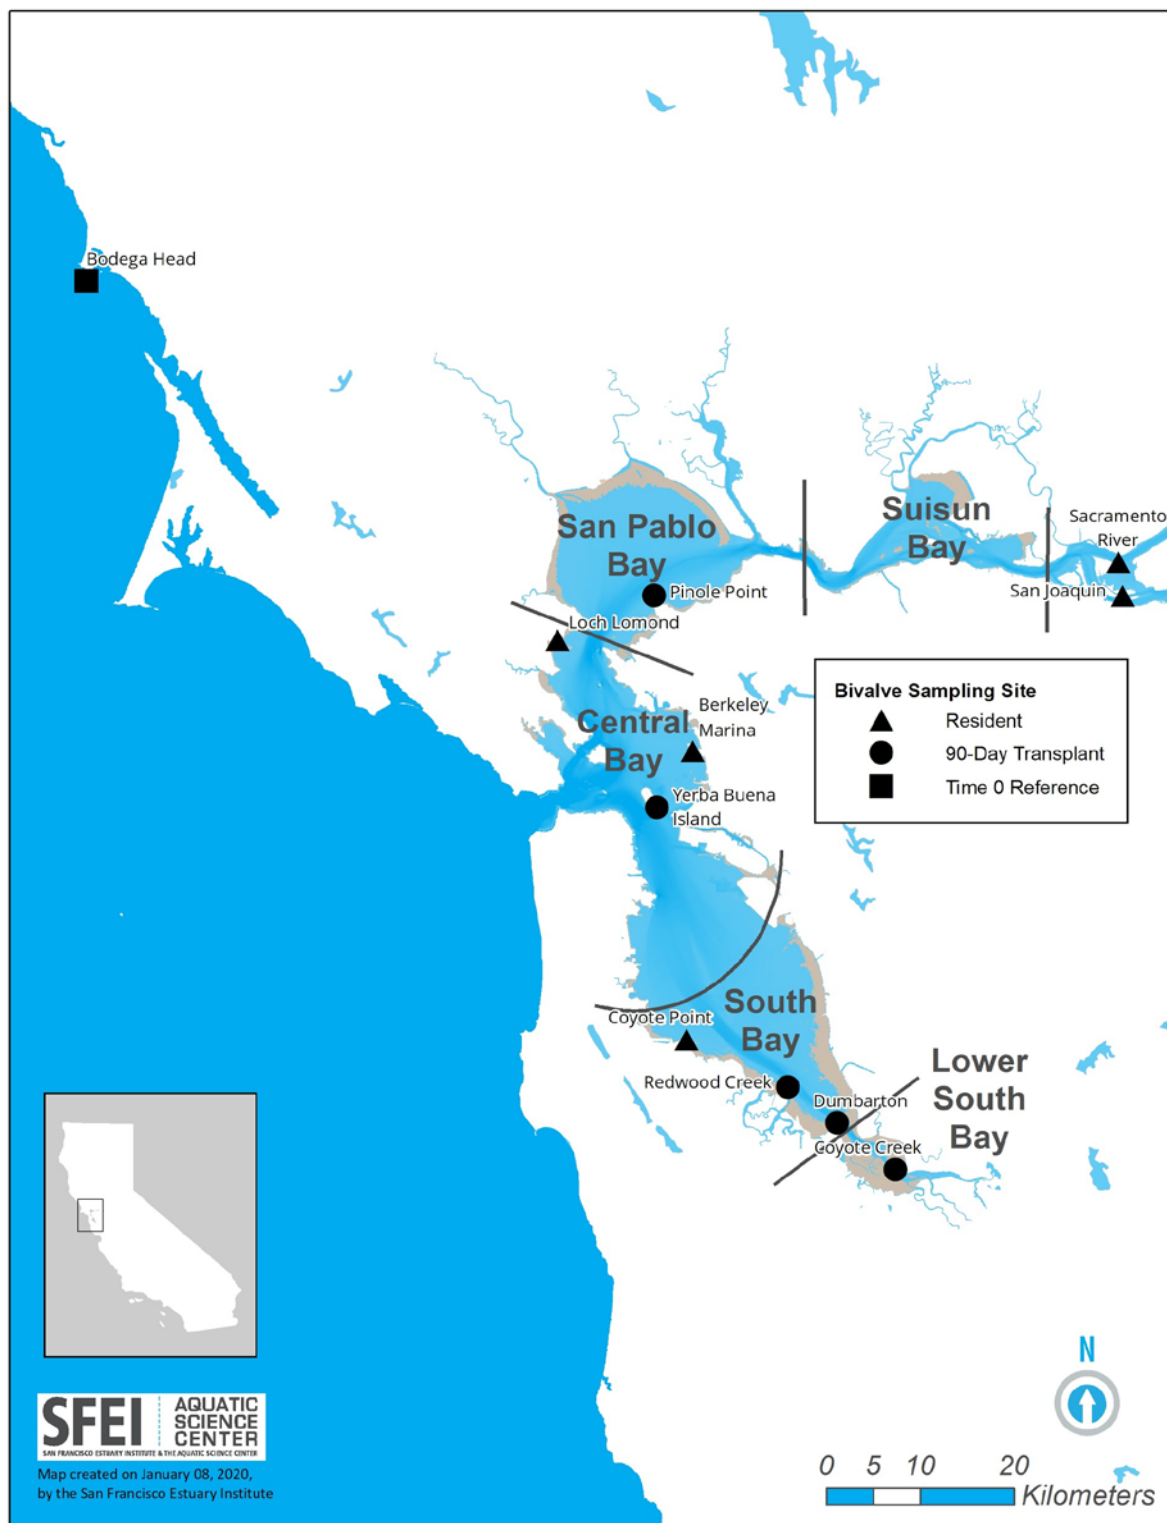 Bodega Head
San Pablo
Bay
Suisun
Bay
Sacramento
River
San Joaquin
Pinole Point
Loch Lomond
Bivalve Sampling Site
Resident
90-Day Transplant
Time 0 Reference
Berkeley
Marina
Central
Bay
Yerba Buena
Island
South
Bay
Coyote Point
Redwood Creek
Dumbarton
Coyote Creek
Lower
South
Bay
N
SFEI
AQUATIC
SCIENCE
CENTER
SAN FRANCISCO ESTUARY INSTITUTE & THE AQUATIC SCIENCE CENTER
Map created on January 08, 2020,
by the San Francisco Estuary Institute
0 5 10 20
Kilometers